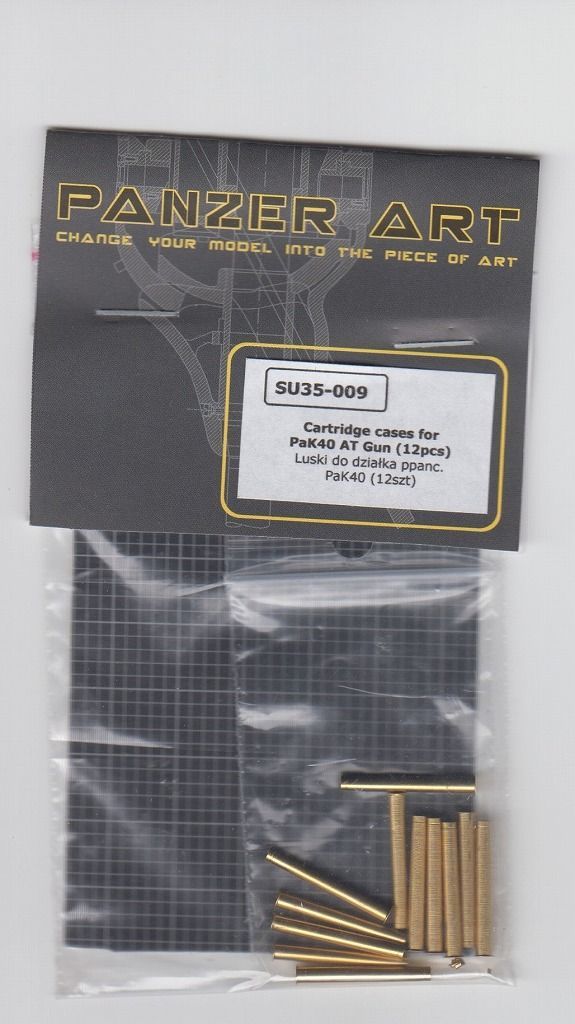 PANZER ART
CHANGE YOUR MODEL INTO THE PIECE OF ART
SU35-009
Cartridge cases for
PaK40 AT Gun (12pcs)
Luski do działka ppanc.
PaK40 (12szt)